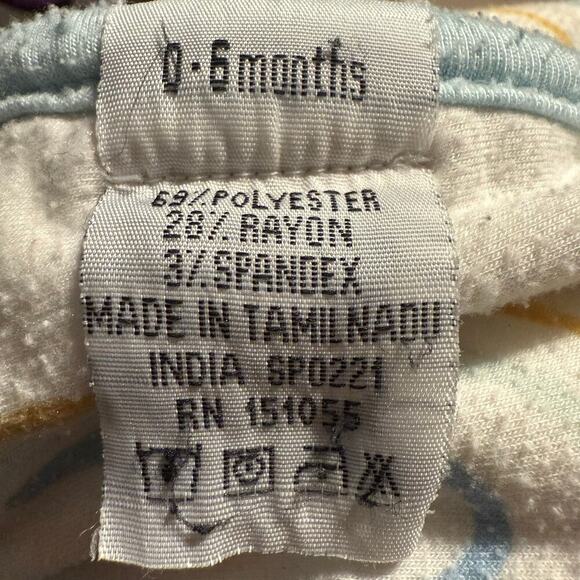 0-6 months
69% POLYESTER
28% RAYON
3% SPANDEX
MADE IN TAMILNADU
INDIA SP0221
RN 151055